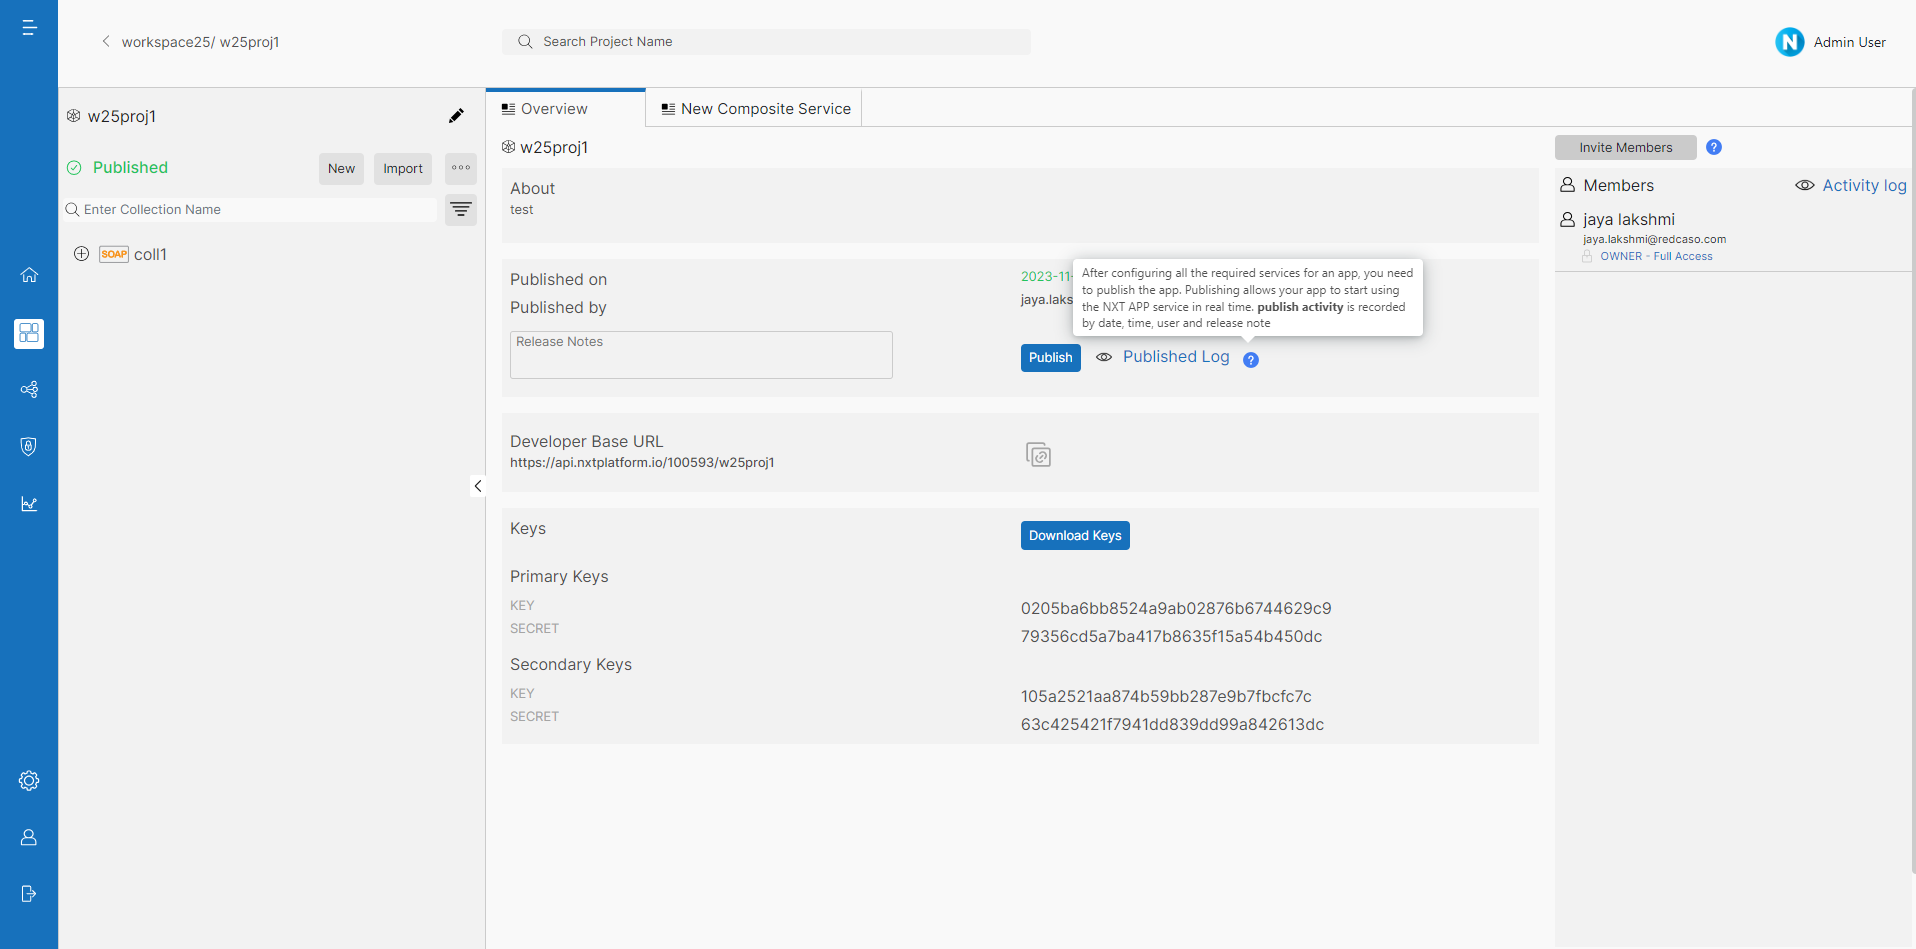 workspace25/ w25proj1
Search Project Name
N
Admin User
w25proj1
Published
New
Import
Enter Collection Name
SOAP coll1
Overview
New Composite Service
w25proj1
About
test
Published on
2023-11-
Published by
jaya.laks
After configuring all the required services for an app, you need
to publish the app. Publishing allows your app to start using
the NXT APP service in real time. publish activity is recorded
by date, time, user and release note
Release Notes
Publish
Published Log
?
Developer Base URL
https://api.nxtplatform.io/100593/w25proj1
Keys
Download Keys
Primary Keys
KEY
0205ba6bb8524a9ab02876b6744629c9
SECRET
79356cd5a7ba417b8635f15a54b450dc
Secondary Keys
KEY
105a2521aa874b59bb287e9b7fbcfc7c
SECRET
63c425421f7941dd839dd99a842613dc
Invite Members
?
Members
Activity log
jaya lakshmi
jaya.lakshmi@redcaso.com
OWNER - Full Access